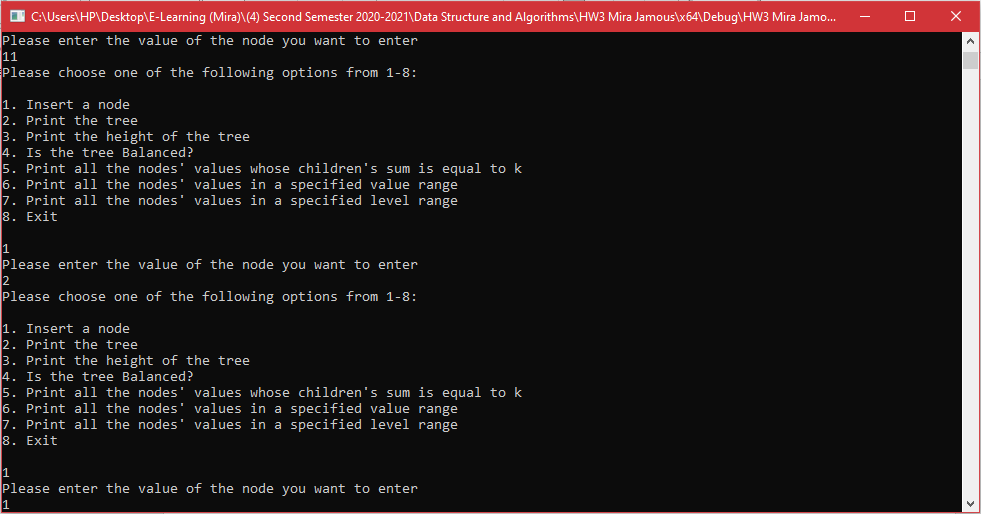 C:\Users\HP\Desktop\E-Learning (Mira)\(4) Second Semester 2020-2021\Data Structure and Algorithms\HW3 Mira Jamous\x64\Debug\HW3 Mira Jamo...
Please enter the value of the node you want to enter
11
Please choose one of the following options from 1-8:
1. Insert a node
2. Print the tree
3. Print the height of the tree
4. Is the tree Balanced?
5. Print all the nodes' values whose children's sum is equal to k
6. Print all the nodes' values in a specified value range
7. Print all the nodes' values in a specified level range
8. Exit
1
Please enter the value of the node you want to enter
2
Please choose one of the following options from 1-8:
1. Insert a node
2. Print the tree
3. Print the height of the tree
4. Is the tree Balanced?
5. Print all the nodes' values whose children's sum is equal to k
6. Print all the nodes' values in a specified value range
7. Print all the nodes' values in a specified level range
8. Exit
1
Please enter the value of the node you want to enter
1